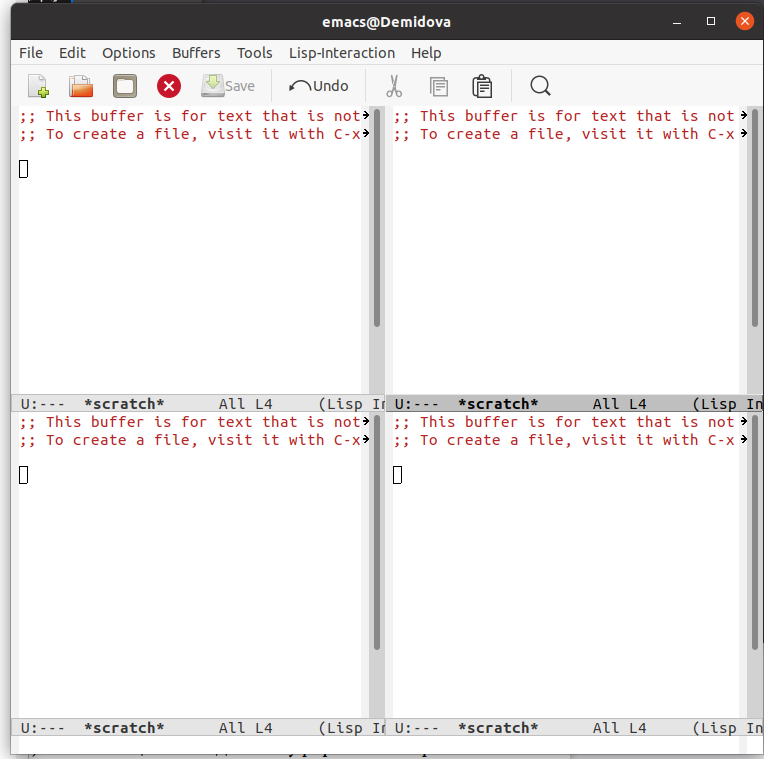 emacs@Demidova
File Edit Options Buffers Tools Lisp-Interaction Help
Save Undo
;; This buffer is for text that is not
;; To create a file, visit it with C-x
U:--- *scratch* All L4 (Lisp In
;; This buffer is for text that is not
;; To create a file, visit it with C-x
U:--- *scratch* All L4 (Lisp In
;; This buffer is for text that is not
;; To create a file, visit it with C-x
U:--- *scratch* All L4 (Lisp In
;; This buffer is for text that is not
;; To create a file, visit it with C-x
U:--- *scratch* All L4 (Lisp In